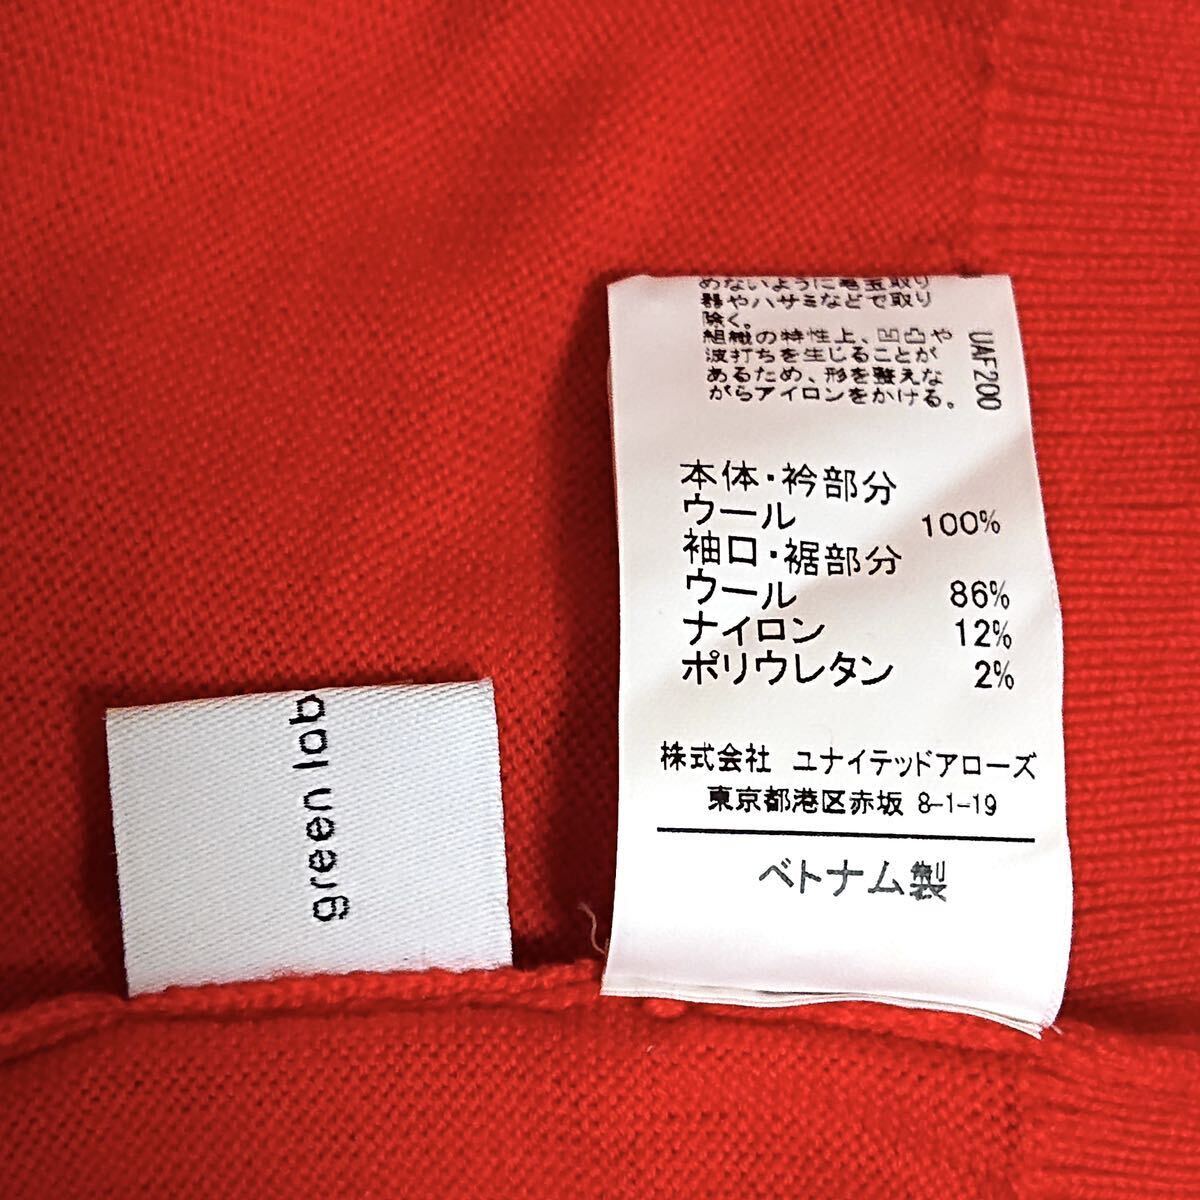 めないように毛玉取り
器やハサミなどで取り
除く。
組織の特性上、凹凸や
波打ちを生じることが
あるため、形を整えな
がらアイロンをかける。
UAF200
本体・衿部分
ウール 100%
袖口・裾部分
ウール 86%
ナイロン 12%
ポリウレタン 2%
株式会社 ユナイテッドアローズ
東京都港区赤坂 8-1-19
ベトナム製
green lab